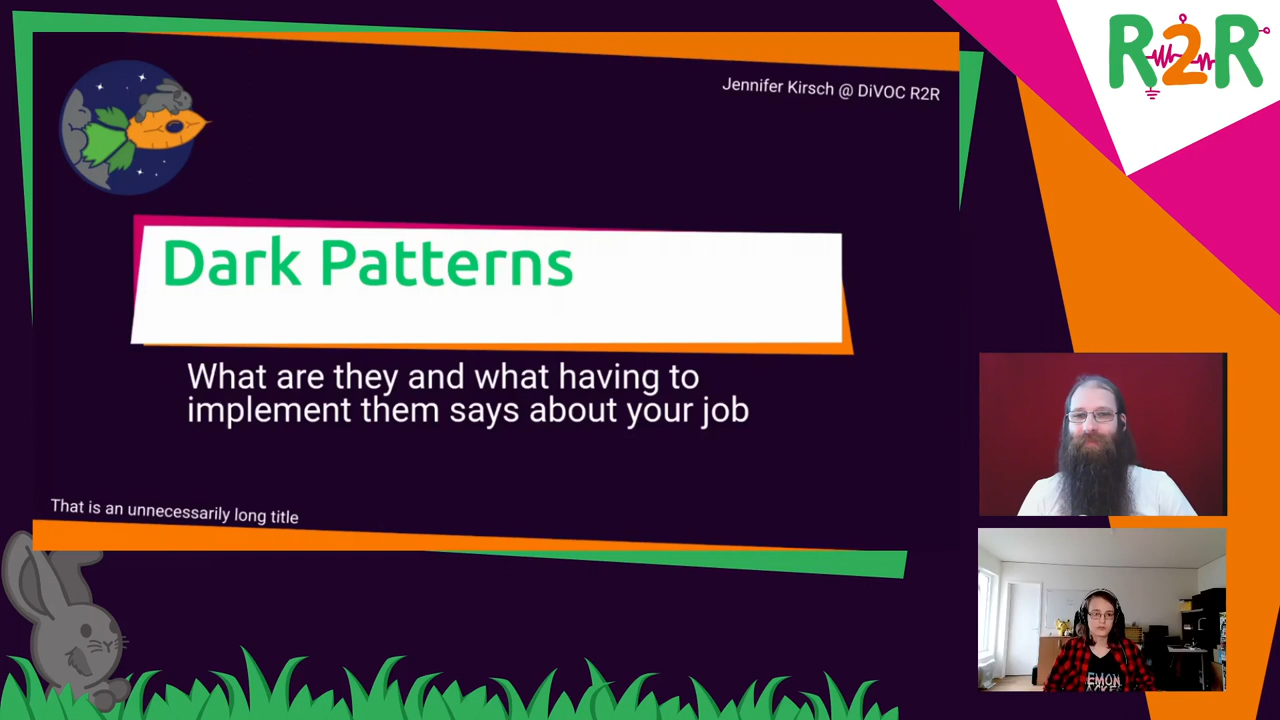 R2R
Jennifer Kirsch @ DiVOC R2R
Dark Patterns
What are they and what having to
implement them says about your job
That is an unnecessarily long title
EMON